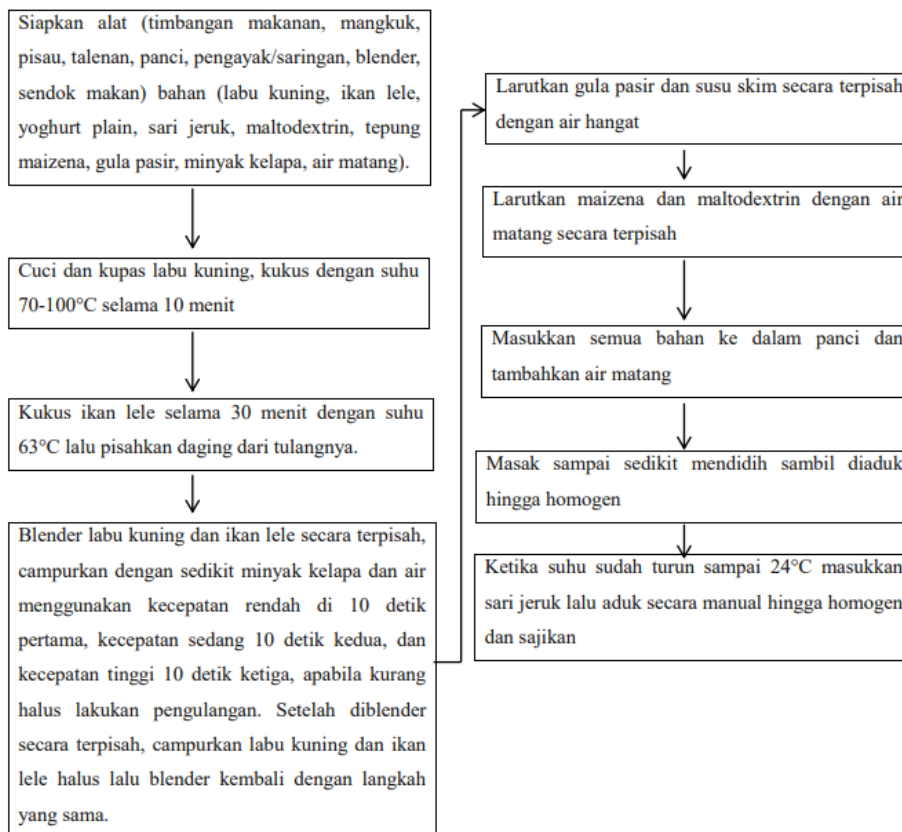 Siapkan alat (timbangan makanan, mangkuk,
pisau, talenan, panci, pengayak/saringan, blender,
sendok makan) bahan (labu kuning, ikan lele,
yoghurt plain, sari jeruk, maltodextrin, tepung
maizena, gula pasir, minyak kelapa, air matang).
Cuci dan kupas labu kuning, kukus dengan suhu
70-100°C selama 10 menit
Kukus ikan lele selama 30 menit dengan suhu
63°C lalu pisahkan daging dari tulangnya.
Blender labu kuning dan ikan lele secara terpisah,
campurkan dengan sedikit minyak kelapa dan air
menggunakan kecepatan rendah di 10 detik
pertama, kecepatan sedang 10 detik kedua, dan
kecepatan tinggi 10 detik ketiga, apabila kurang
halus lakukan pengulangan. Setelah diblender
secara terpisah, campurkan labu kuning dan ikan
lele halus lalu blender kembali dengan langkah
yang sama.
Larutkan gula pasir dan susu skim secara terpisah
dengan air hangat
Larutkan maizena dan maltodextrin dengan air
matang secara terpisah
Masukkan semua bahan ke dalam panci dan
tambahkan air matang
Masak sampai sedikit mendidih sambil diaduk
hingga homogen
Ketika suhu sudah turun sampai 24°C masukkan
sari jeruk lalu aduk secara manual hingga homogen
dan sajikan